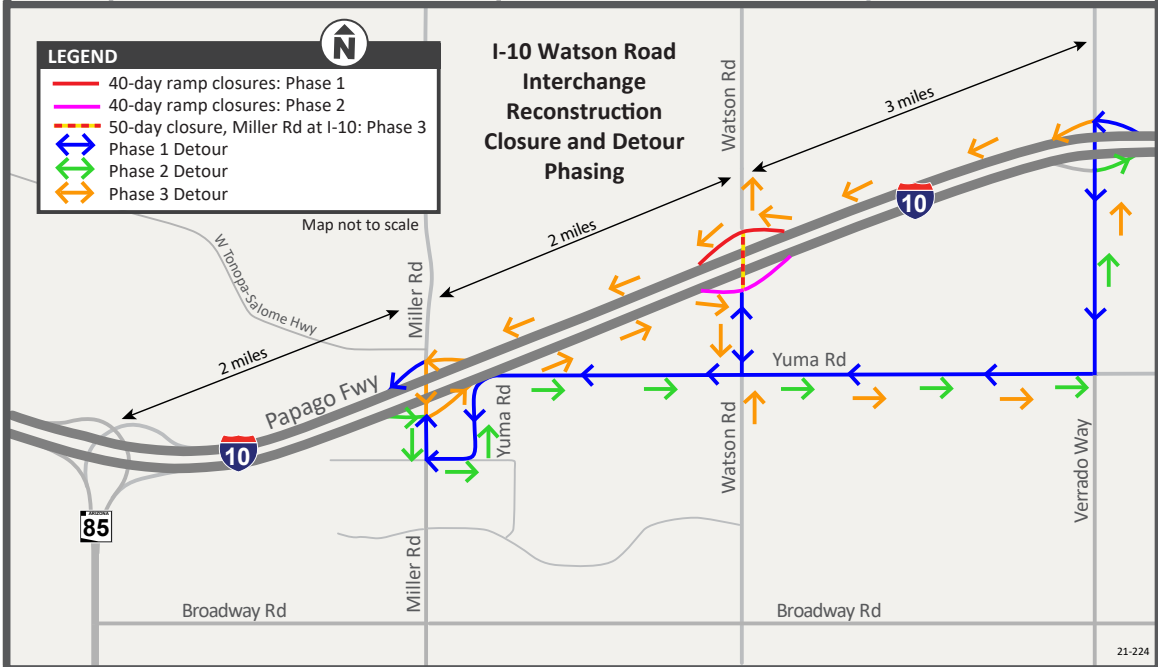 LEGEND
N
40-day ramp closures: Phase 1
40-day ramp closures: Phase 2
50-day closure, Miller Rd at I-10: Phase 3
Phase 1 Detour
Phase 2 Detour
Phase 3 Detour
Map not to scale
I-10 Watson Road
Interchange
Reconstruction
Closure and Detour
Phasing
Watson Rd
3 miles
10
2 miles
W Tonopa-Salome Hwy
Miller Rd
2 miles
Papago Fwy
Yuma Rd
Yuma Rd
10
Watson Rd
Verrado Way
ARIZONA
85
Miller Rd
Broadway Rd
Broadway Rd
21-224